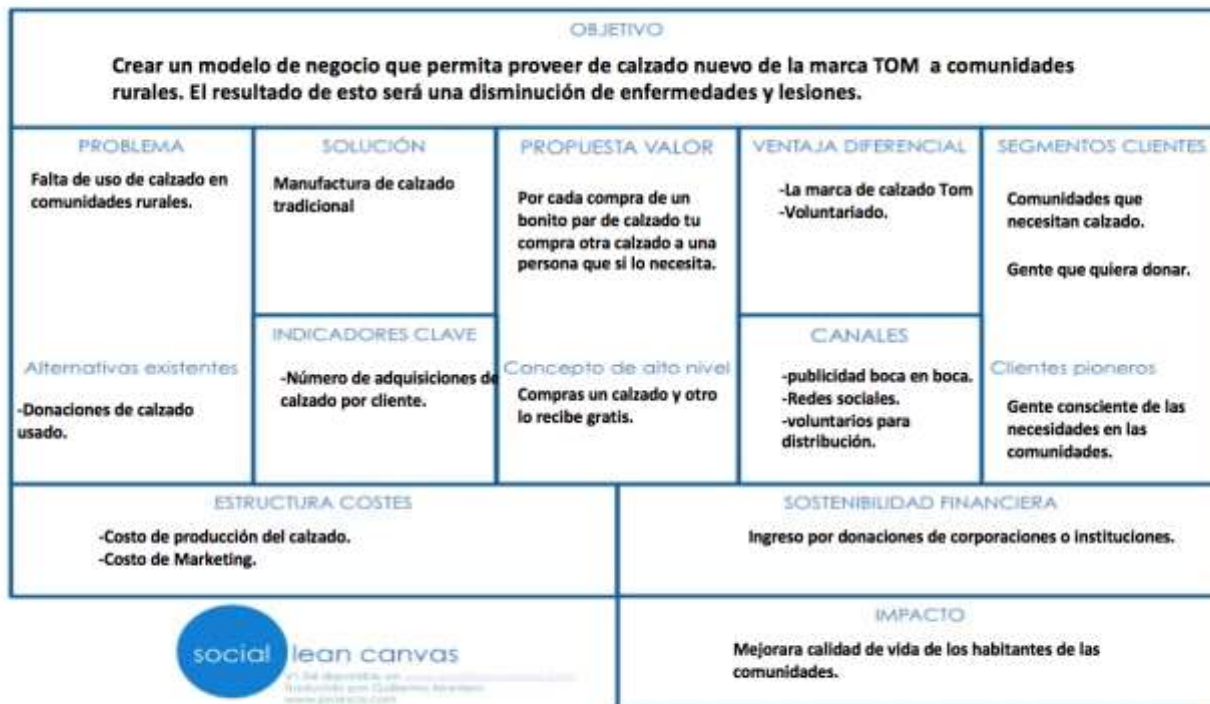 OBJETIVO
Crear un modelo de negocio que permita proveer de calzado nuevo de la marca TOM a comunidades
rurales. El resultado de esto será una disminución de enfermedades y lesiones.
PROBLEMA
Falta de uso de calzado en
comunidades rurales.
Alternativas existentes
-Donaciones de calzado
usado.
SOLUCIÓN
Manufactura de calzado
tradicional
INDICADORES CLAVE
-Número de adquisiciones de
calzado por cliente.
PROPUESTA VALOR
Por cada compra de un
bonito par de calzado tu
compra otra calzado a una
persona que si lo necesita.
Concepto de alto nivel
Compras un calzado y otro
lo recibe gratis.
VENTAJA DIFERENCIAL
-La marca de calzado Tom
-Voluntariado.
CANALES
-publicidad boca en boca.
-Redes sociales.
-voluntarios para
distribución.
SEGMENTOS CLIENTES
Comunidades que
necesitan calzado.
Gente que quiera donar.
Clientes pioneros
Gente consciente de las
necesidades en las
comunidades.
ESTRUCTURA COSTES
-Costo de producción del calzado.
-Costo de Marketing.
SOSTENIBILIDAD FINANCIERA
Ingreso por donaciones de corporaciones o instituciones.
social lean canvas
IMPACTO
Mejorara calidad de vida de los habitantes de las
comunidades.